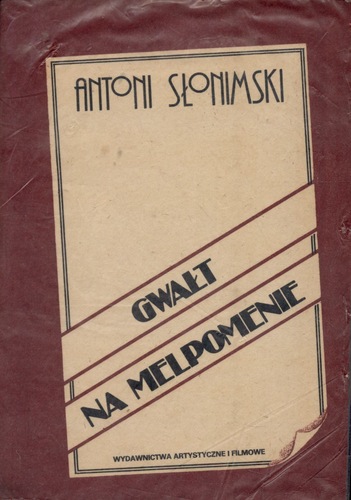 ANTONI SŁONIMSKI
GWAŁT
NA MELPOMENIE
WYDAWNICTWA ARTYSTYCZNE I FILMOWE